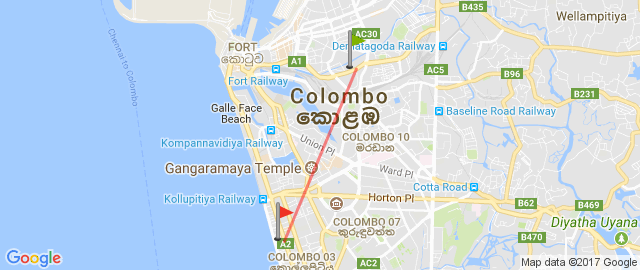 B435
Wellampitiya
AC30
FORT
කොටුව
Dematagoda Railway
A1
AC5
B96
Fort Railway
Chennai to Colombo
Colombo
කොළඹ
B231
Galle Face
Beach
Baseline Road Railway
Kompannavidiya Railway
Union Pl
COLOMBO 10
මරදාන
Gangaramaya Temple
Ward Pl
Kollupitiya Railway
Horton Pl
Cotta Road
B62
B469
COLOMBO 07
කුරුඳුවත්ත
Diyatha Uyana
B470
A2
COLOMBO 03
කොල්ලුපිටිය
AC2
A0
Google
Map data ©2017 Google